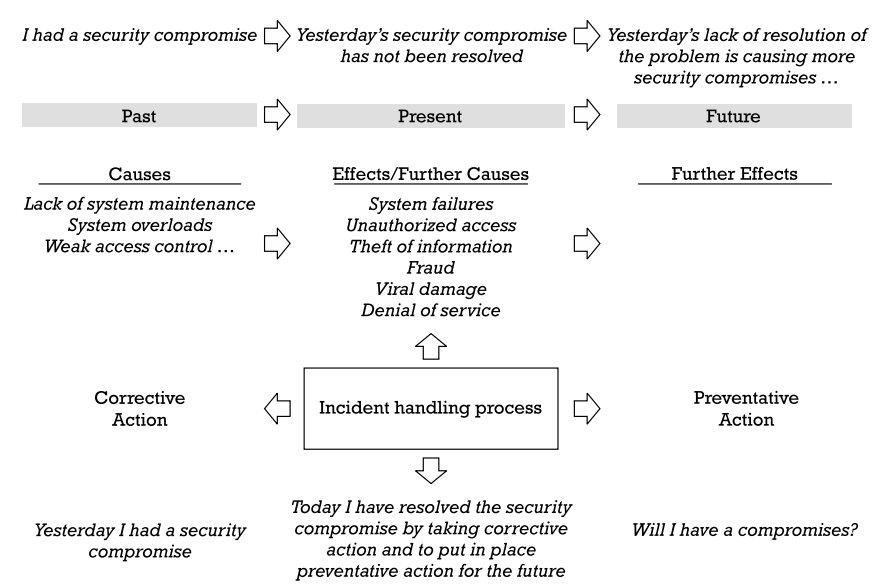 I had a security compromise
Yesterday's security compromise
has not been resolved
Yesterday's lack of resolution of
the problem is causing more
security compromises …
Past
Present
Future
Causes
Effects/Further Causes
Further Effects
Lack of system maintenance
System overloads
Weak access control …
System failures
Unauthorized access
Theft of information
Fraud
Viral damage
Denial of service
Corrective
Action
Incident handling process
Preventative
Action
Yesterday I had a security
compromise
Today I have resolved the security
compromise by taking corrective
action and to put in place
preventative action for the future
Will I have a compromises?